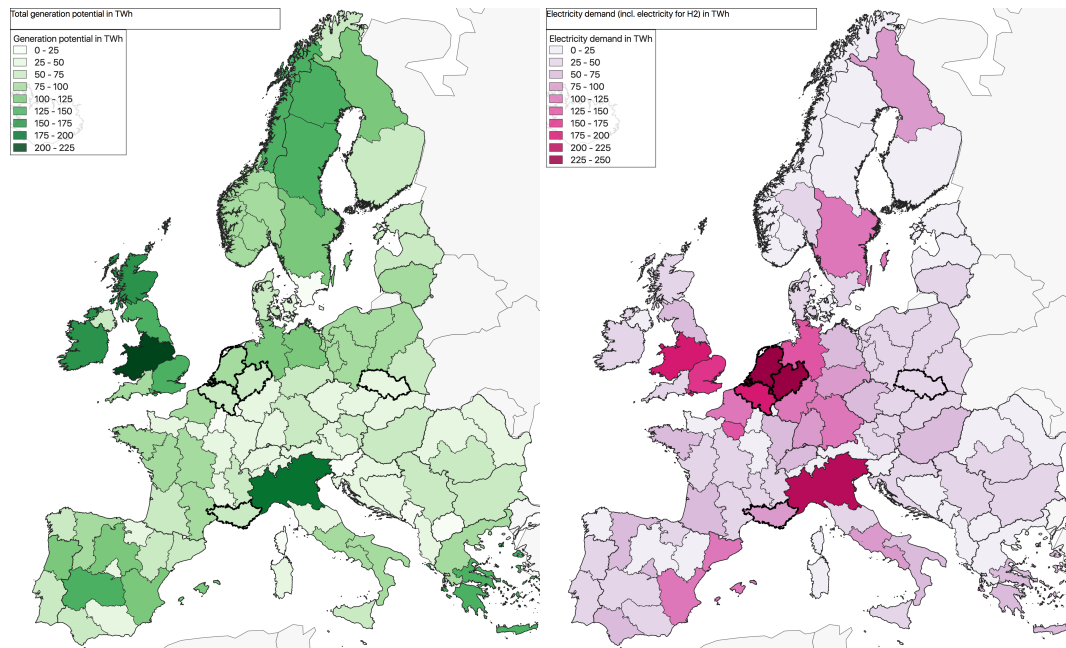 Total generation potential in TWh
Generation potential in TWh
0 - 25
25 - 50
50 - 75
75 - 100
100 - 125
125 - 150
150 - 175
175 - 200
200 - 225
Electricity demand (incl. electricity for H2) in TWh
Electricity demand in TWh
0 - 25
25 - 50
50 - 75
75 - 100
100 - 125
125 - 150
150 - 175
175 - 200
200 - 225
225 - 250